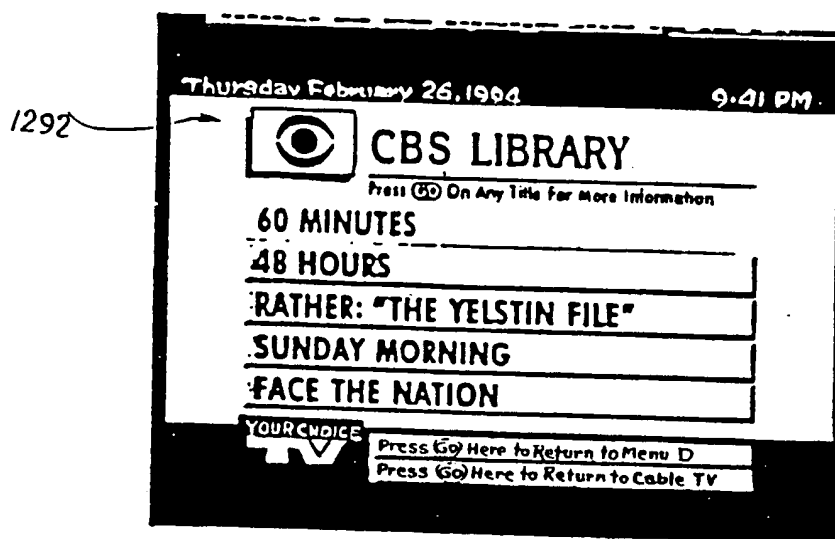 Thursday February 26,1994 9:41 PM
1292
CBS LIBRARY
Press Go On Any Title For More Information
60 MINUTES
48 HOURS
RATHER: "THE YELSTIN FILE"
SUNDAY MORNING
FACE THE NATION
YOUR CHOICE
TV
Press Go Here to Return to Menu D
Press Go Here to Return to Cable TV